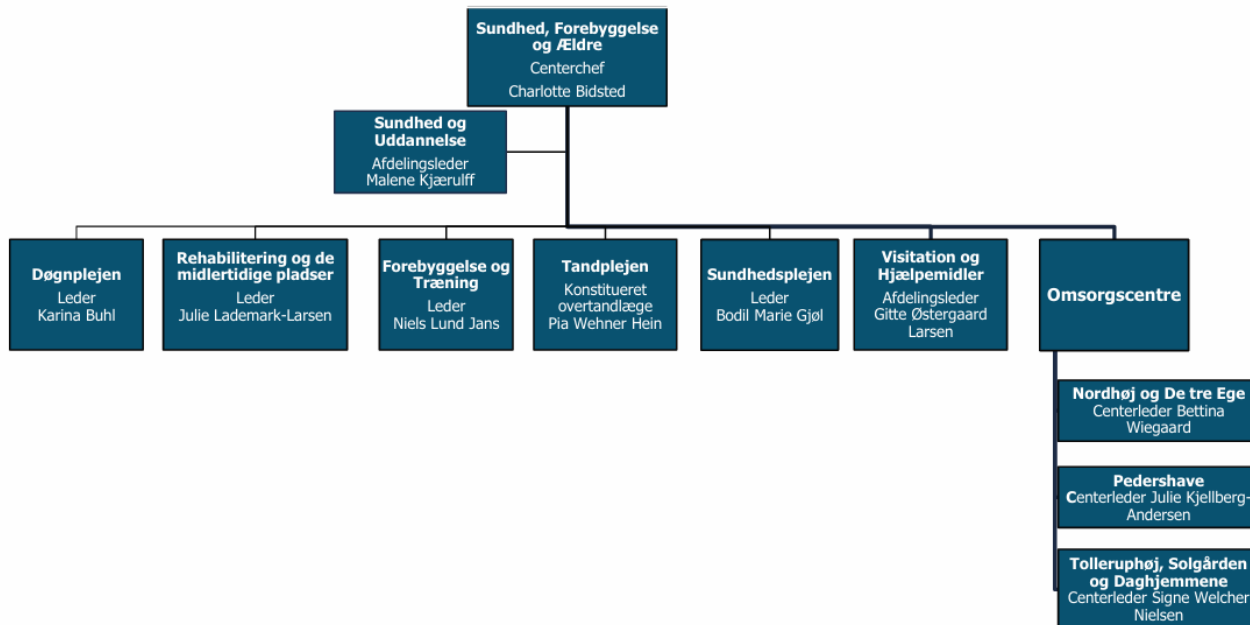 Sundhed, Forebyggelse
og Ældre
Centerchef
Charlotte Bidsted
Sundhed og
Uddannelse
Afdelingsleder
Malene Kjærulff
Døgnplejen
Leder
Karina Buhl
Rehabilitering og de
midlertidige pladser
Leder
Julie Lademark-Larsen
Forebyggelse og
Træning
Leder
Niels Lund Jans
Tandplejen
Konstitueret
overtandlæge
Pia Wehner Hein
Sundhedsplejen
Leder
Bodil Marie Gjøl
Visitation og
Hjælpemidler
Afdelingsleder
Gitte Østergaard
Larsen
Omsorgscentre
Nordhøj og De tre Ege
Centerleder Bettina
Wiegaard
Pedershave
Centerleder Julie Kjellberg-
Andersen
Tolleruphøj, Solgården
og Daghjemmene
Centerleder Signe Welcher
Nielsen